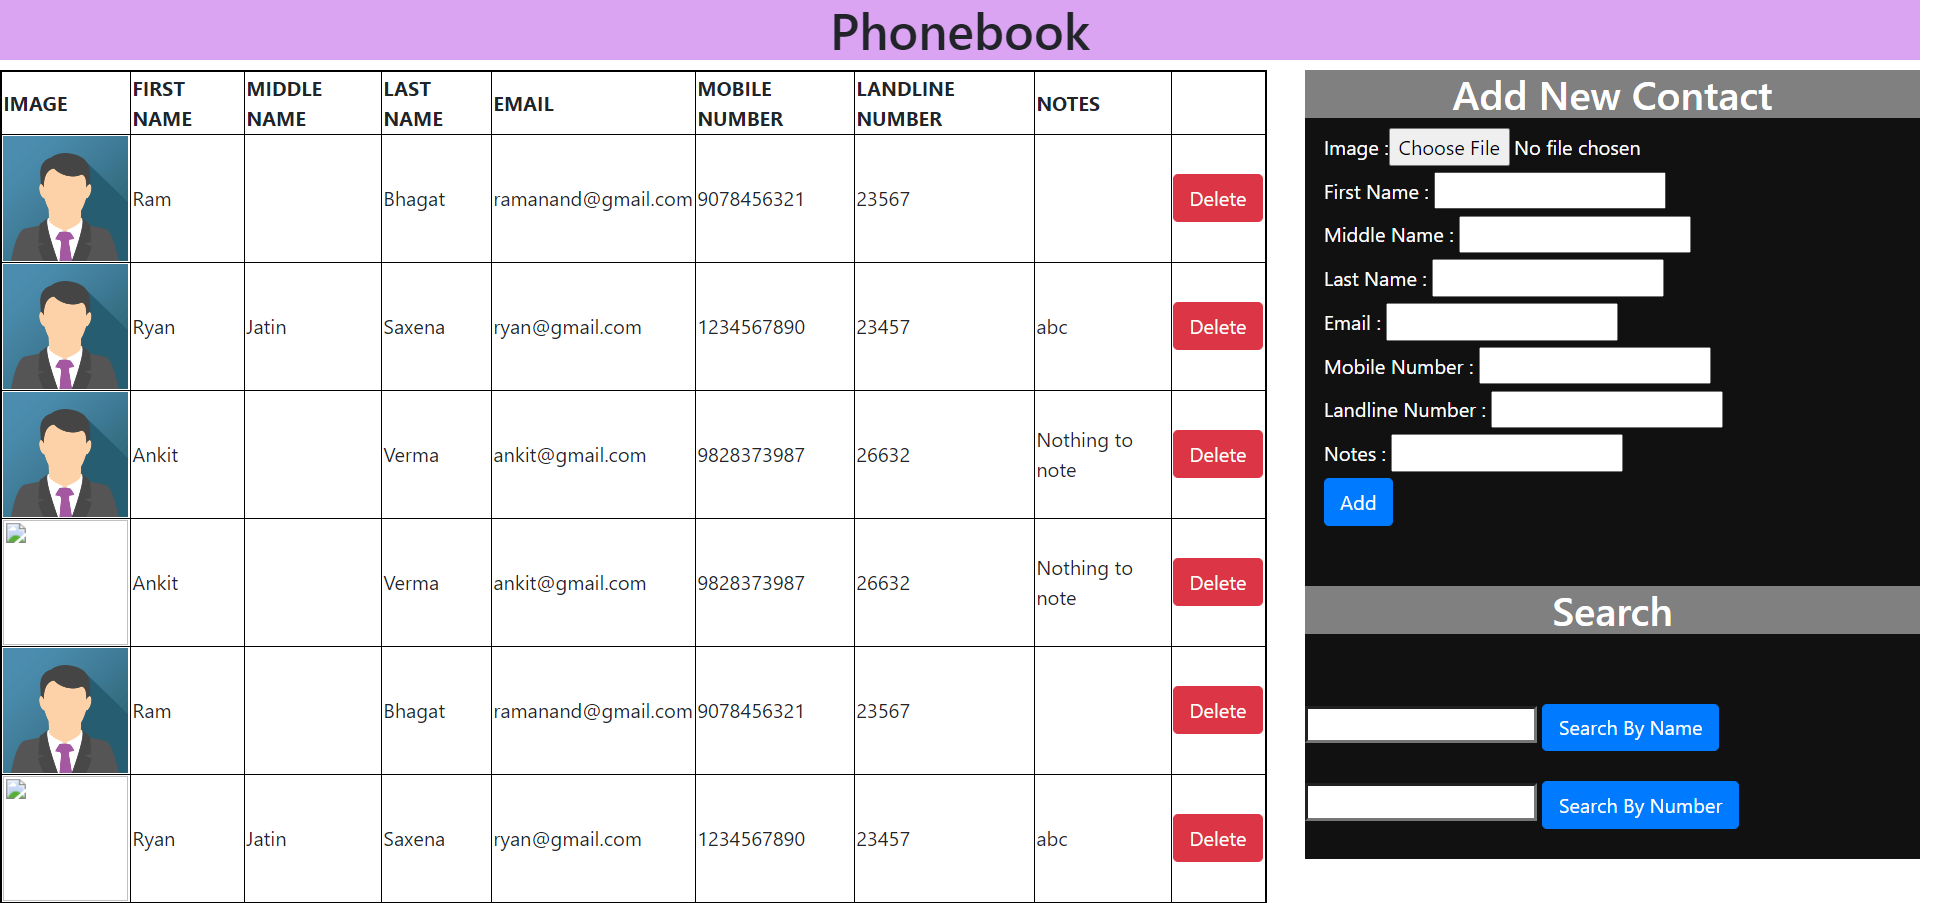 Phonebook
IMAGE FIRST NAME MIDDLE NAME LAST NAME EMAIL MOBILE NUMBER LANDLINE NUMBER NOTES
Ram Bhagat ramanand@gmail.com 9078456321 23567 Delete
Ryan Jatin Saxena ryan@gmail.com 1234567890 23457 abc Delete
Ankit Verma ankit@gmail.com 9828373987 26632 Nothing to note Delete
Ankit Verma ankit@gmail.com 9828373987 26632 Nothing to note Delete
Ram Bhagat ramanand@gmail.com 9078456321 23567 Delete
Ryan Jatin Saxena ryan@gmail.com 1234567890 23457 abc Delete
Add New Contact
Image : Choose File No file chosen
First Name :
Middle Name :
Last Name :
Email :
Mobile Number :
Landline Number :
Notes :
Add
Search
Search By Name
Search By Number